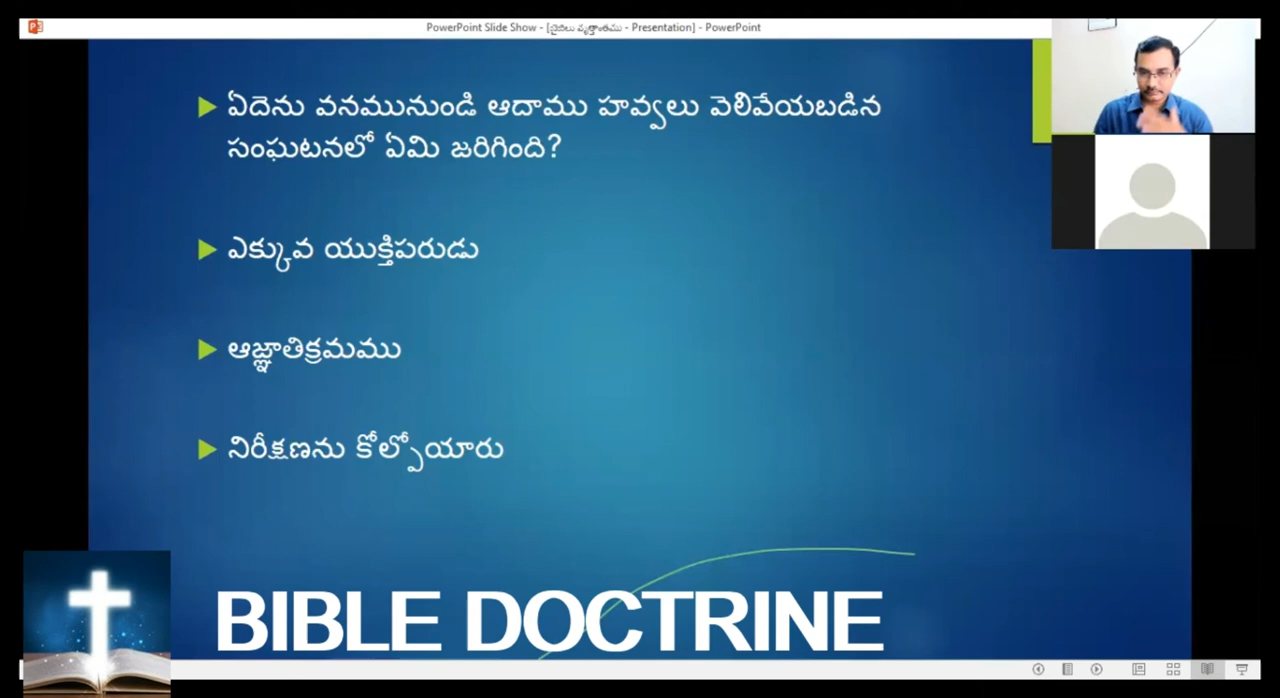 PowerPoint Slide Show - [బైబిలు వృత్తాంతము - Presentation] - PowerPoint
ఏదెను వనమునుండి ఆదాము హవ్వలు వెలివేయబడిన
సంఘటనలో ఏమి జరిగింది?
ఎక్కువ యుక్తిపరుడు
ఆజ్ఞాతిక్రమము
నిరీక్షణను కోల్పోయారు
BIBLE DOCTRINE